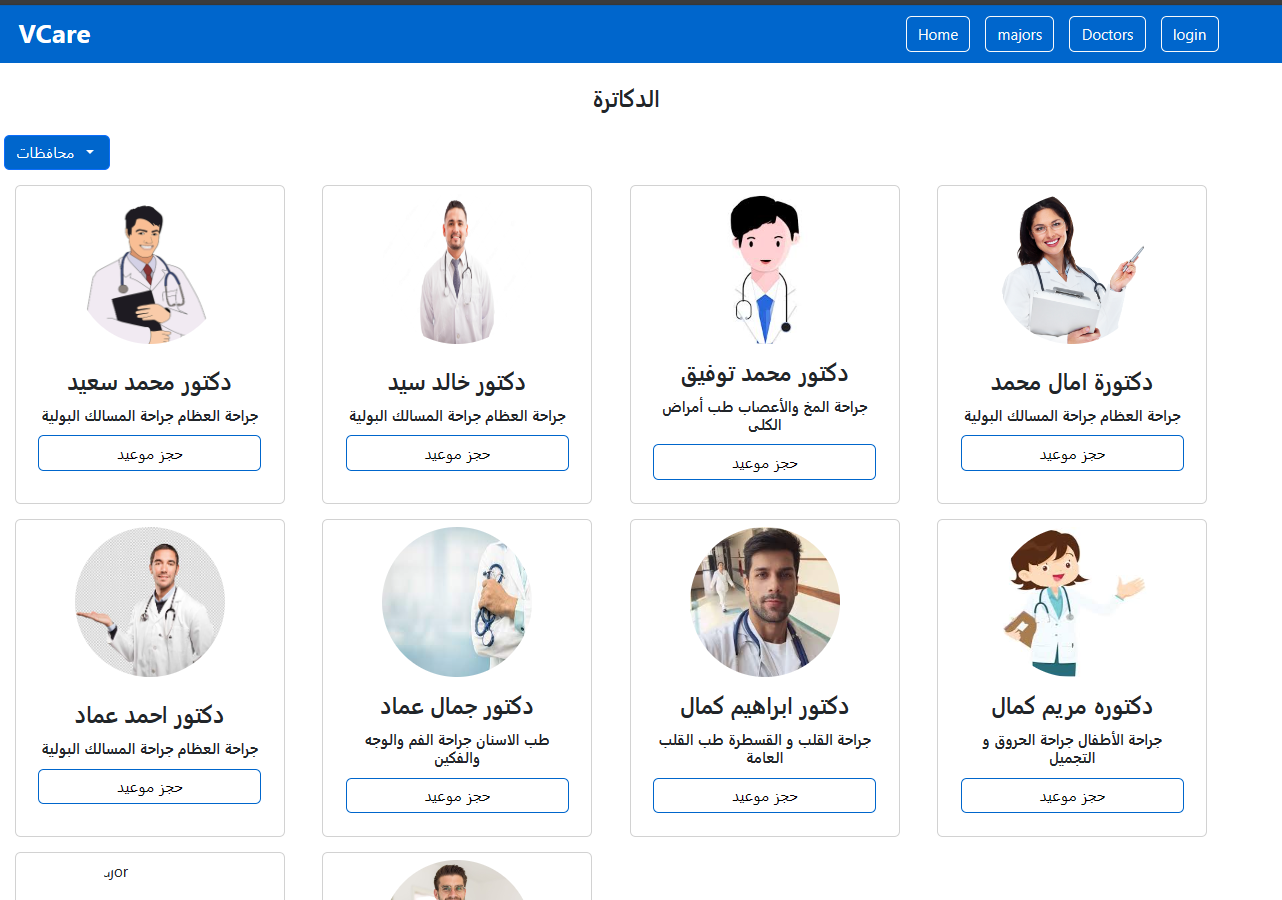 VCare
Home
majors
Doctors
login
الدكاترة
محافظات
دكتور محمد سعيد
جراحة العظام جراحة المسالك البولية
حجز موعيد
دكتور خالد سيد
جراحة العظام جراحة المسالك البولية
حجز موعيد
دكتور محمد توفيق
جراحة المخ والأعصاب طب أمراض
الكلى
حجز موعيد
دكتورة امال محمد
جراحة العظام جراحة المسالك البولية
حجز موعيد
دكتور احمد عماد
جراحة العظام جراحة المسالك البولية
حجز موعيد
دكتور جمال عماد
طب الاسنان جراحة الفم والوجه
والفكين
حجز موعيد
دكتور ابراهيم كمال
جراحة القلب و القسطرة طب القلب
العامة
حجز موعيد
دكتوره مريم كمال
جراحة الأطفال جراحة الحروق و
التجميل
حجز موعيد